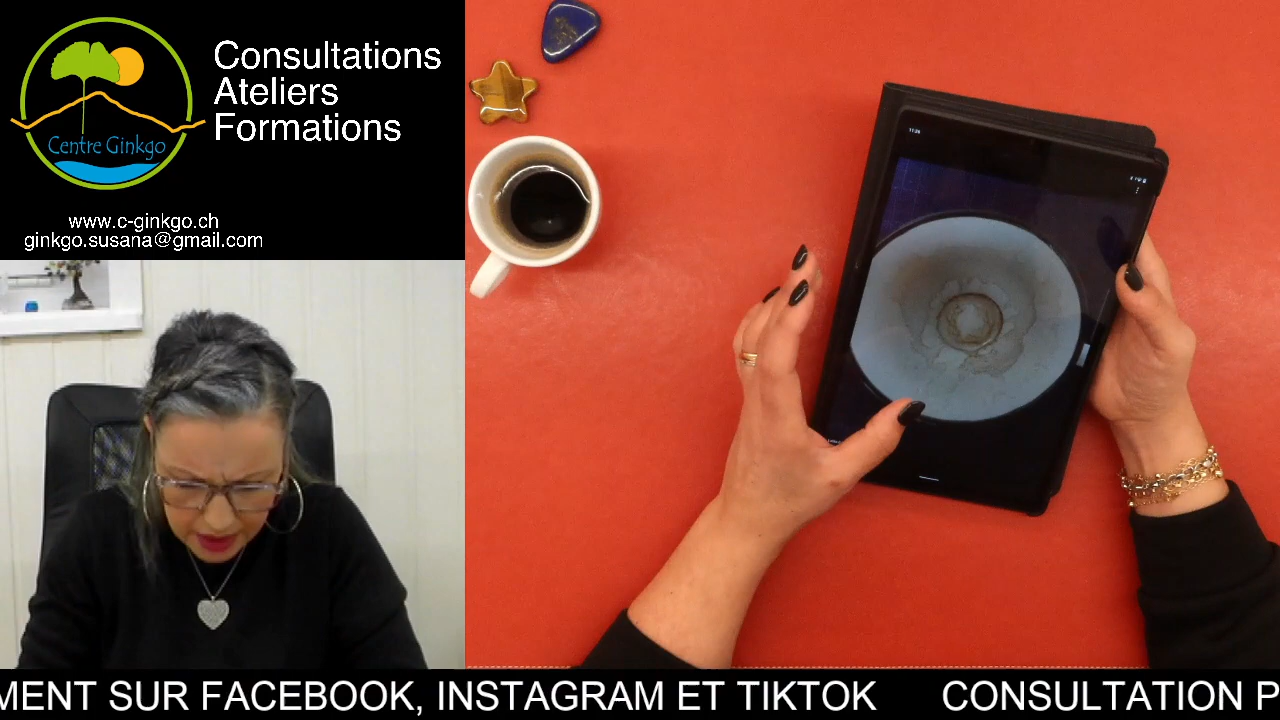 Consultations
Ateliers
Formations
Centre Ginkgo
www.c-ginkgo.ch
ginkgo.susana@gmail.com
MENT SUR FACEBOOK, INSTAGRAM ET TIKTOK CONSULTATION P